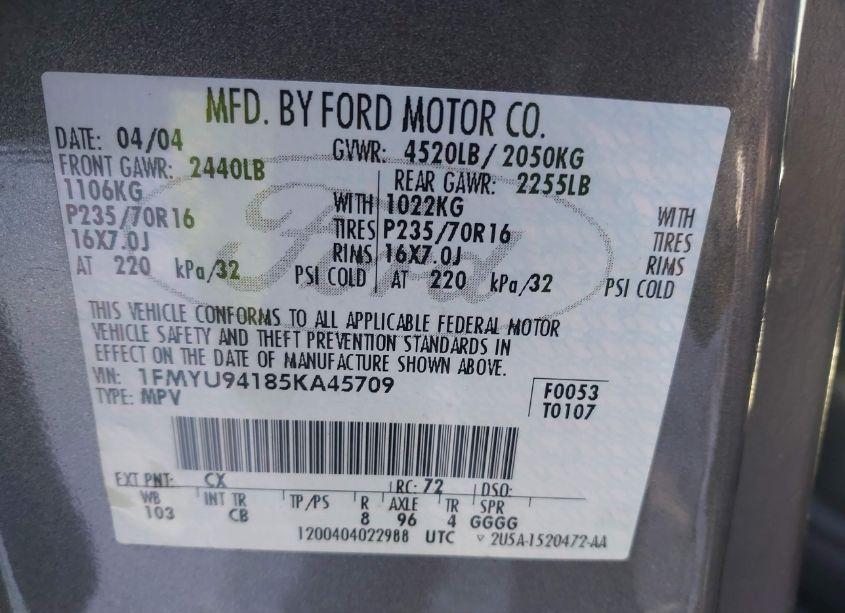 MFD. BY FORD MOTOR CO.
DATE: 04/04 GVWR: 4520LB/ 2050KG
FRONT GAWR: 2440LB REAR GAWR: 2255LB
1106KG WITH 1022KG WITH
P235/70R16 TIRES P235/70R16 TIRES
16X7.0J RIMS 16X7.0J RIMS
AT 220 kPa/32 PSI COLD AT 220 kPa/32 PSI COLD
Ford
THIS VEHICLE CONFORMS TO ALL APPLICABLE FEDERAL MOTOR
VEHICLE SAFETY AND THEFT PREVENTION STANDARDS IN
EFFECT ON THE DATE OF MANUFACTURE SHOWN ABOVE.
VIN: 1FMYU94185KA45709
TYPE: MPV
F0053
T0107
EXT PNT: CX RC: 72 DSO:
WB INT TR TP/PS R AXLE TR SPR
103 CB 8 96 4 GGGG
1200404022988 UTC 2U5A-1520472-AA